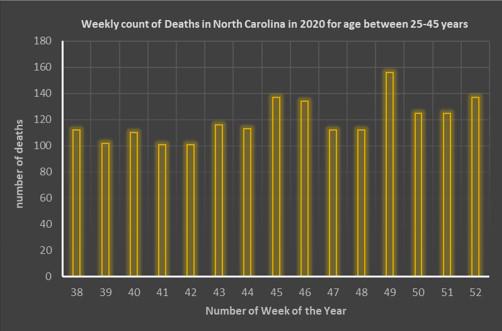 Weekly count of Deaths in North Carolina in 2020 for age between 25-45 years
180
160
140
120
100
80
60
40
20
0
number of deaths
38 39 40 41 42 43 44 45 46 47 48 49 50 51 52
Number of Week of the Year